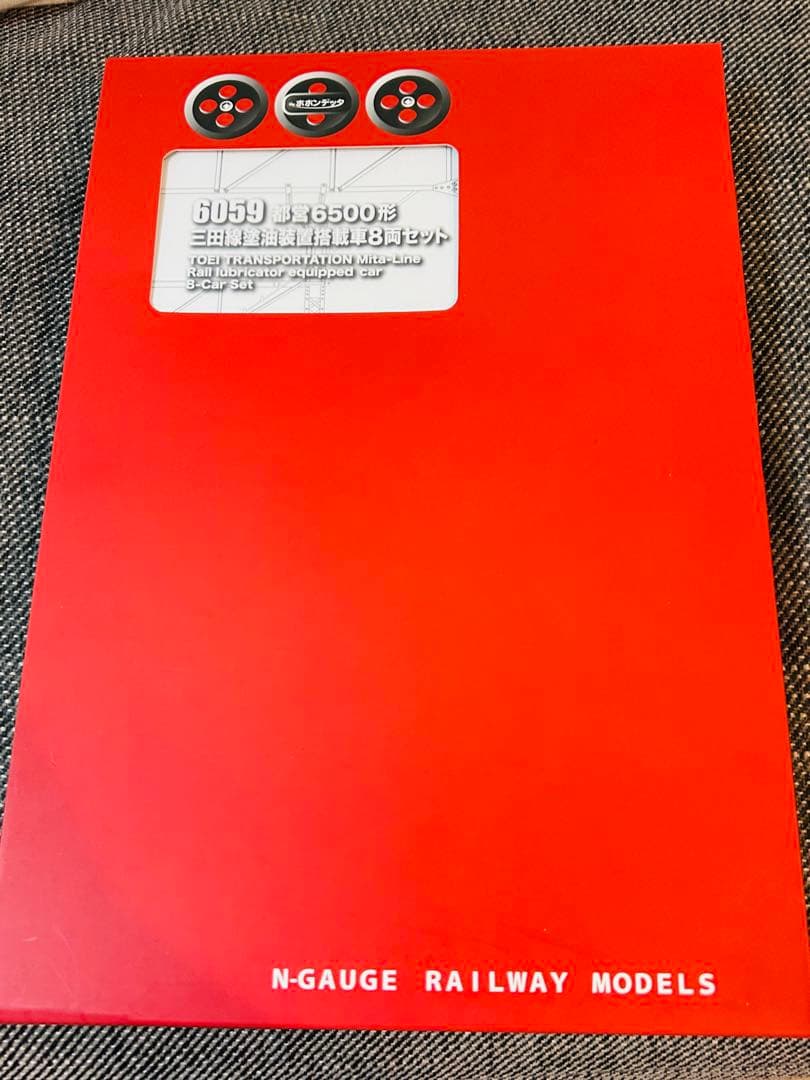 ポポンデッタ
6059 都営6500形
三田線塗油装置搭載車8両セット
TOEI TRANSPORTATION Mita-Line
Rail lubricator equipped car
8-Car Set
N-GAUGE RAILWAY MODELS